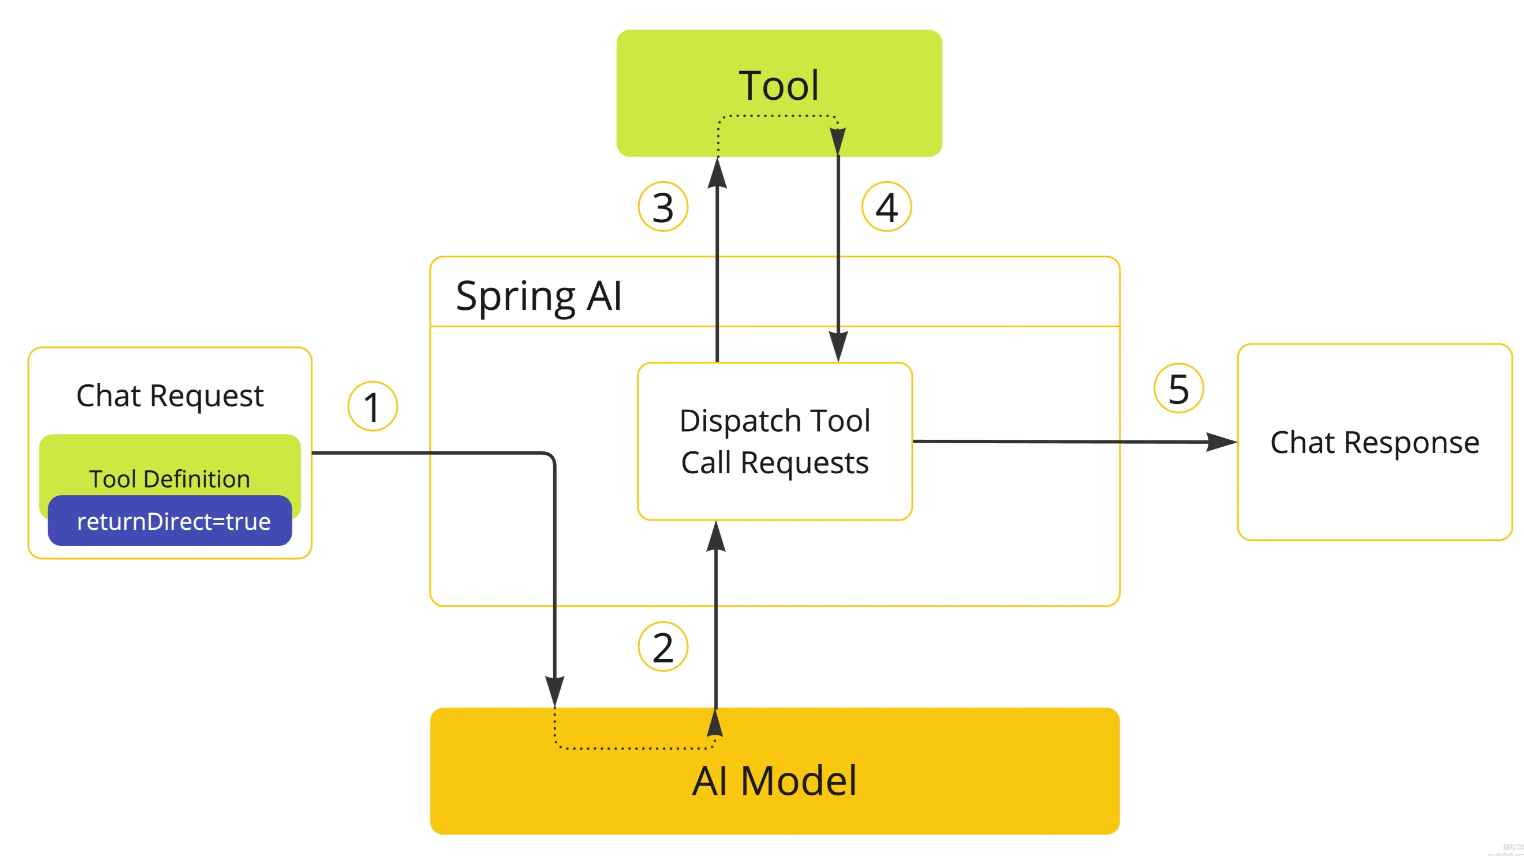 Tool
3
4
Spring AI
Chat Request
1
Tool Definition
returnDirect=true
Dispatch Tool
Call Requests
5
Chat Response
2
AI Model